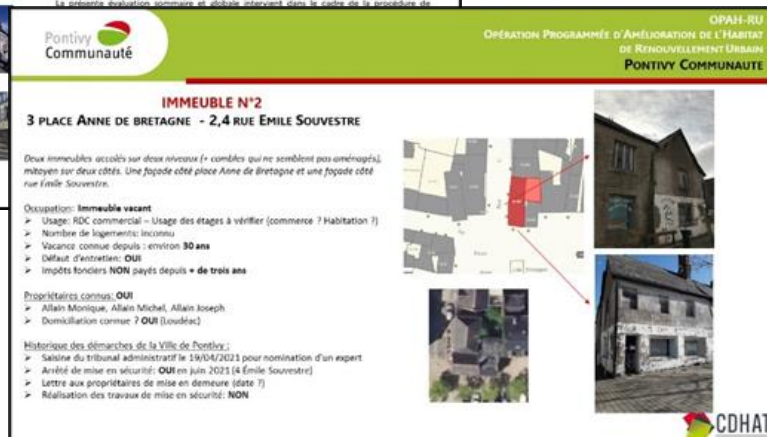 La présente évaluation sommaire et globale intervient dans le cadre de la procédure de
Pontivy
Communauté
OPAH-RU
OPÉRATION PROGRAMMÉE D'AMÉLIORATION DE L'HABITAT
DE RENOUVELLEMENT URBAIN
PONTIVY COMMUNAUTE
IMMEUBLE N°2
3 PLACE ANNE DE BRETAGNE - 2,4 RUE EMILE SOUVESTRE
Deux immeubles accolés sur deux niveaux (+ combles qui ne semblent pas aménagés),
mitoyen sur deux côtés. Une façade côté place Anne de Bretagne et une façade côté
rue Émile Souvestre.
Occupation: Immeuble vacant
➢ Usage: RDC commercial – Usage des étages à vérifier (commerce ? Habitation ?)
➢ Nombre de logements: inconnu
➢ Vacance connue depuis : environ 30 ans
➢ Défaut d'entretien: OUI
➢ Impôts fonciers NON payés depuis + de trois ans
Propriétaires connus: OUI
➢ Allain Monique, Allain Michel, Allain Joseph
➢ Domiciliation connue ? OUI (Loudéac)
Historique des démarches de la Ville de Pontivy :
➢ Saisine du tribunal administratif le 19/04/2021 pour nomination d'un expert
➢ Arrêté de mise en sécurité: OUI en juin 2021 (4 Émile Souvestre)
➢ Lettre aux propriétaires de mise en demeure (date ?)
➢ Réalisation des travaux de mise en sécurité: NON
CDHAT